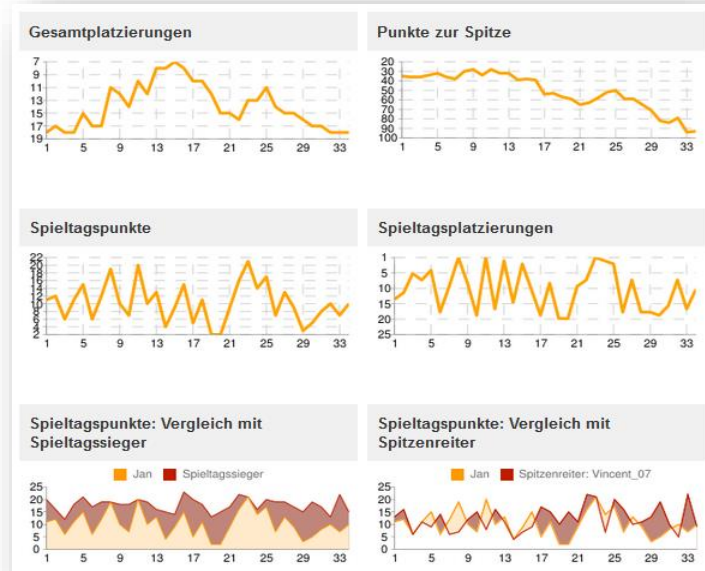 Gesamtplatzierungen
7
9
11
13
15
17
19
1 5 9 13 17 21 25 29 33
Punkte zur Spitze
20
30
40
50
60
70
80
90
100
1 5 9 13 17 21 25 29 33
Spieltagspunkte
22
20
18
16
14
12
10
8
6
4
2
1 5 9 13 17 21 25 29 33
Spieltagsplatzierungen
1
5
10
15
20
25
1 5 9 13 17 21 25 29 33
Spieltagspunkte: Vergleich mit
Spieltagssieger
Jan Spieltagssieger
25
20
15
10
5
0
1 5 9 13 17 21 25 29 33
Spieltagspunkte: Vergleich mit
Spitzenreiter
Jan Spitzenreiter: Vincent_07
25
20
15
10
5
0
1 5 9 13 17 21 25 29 33